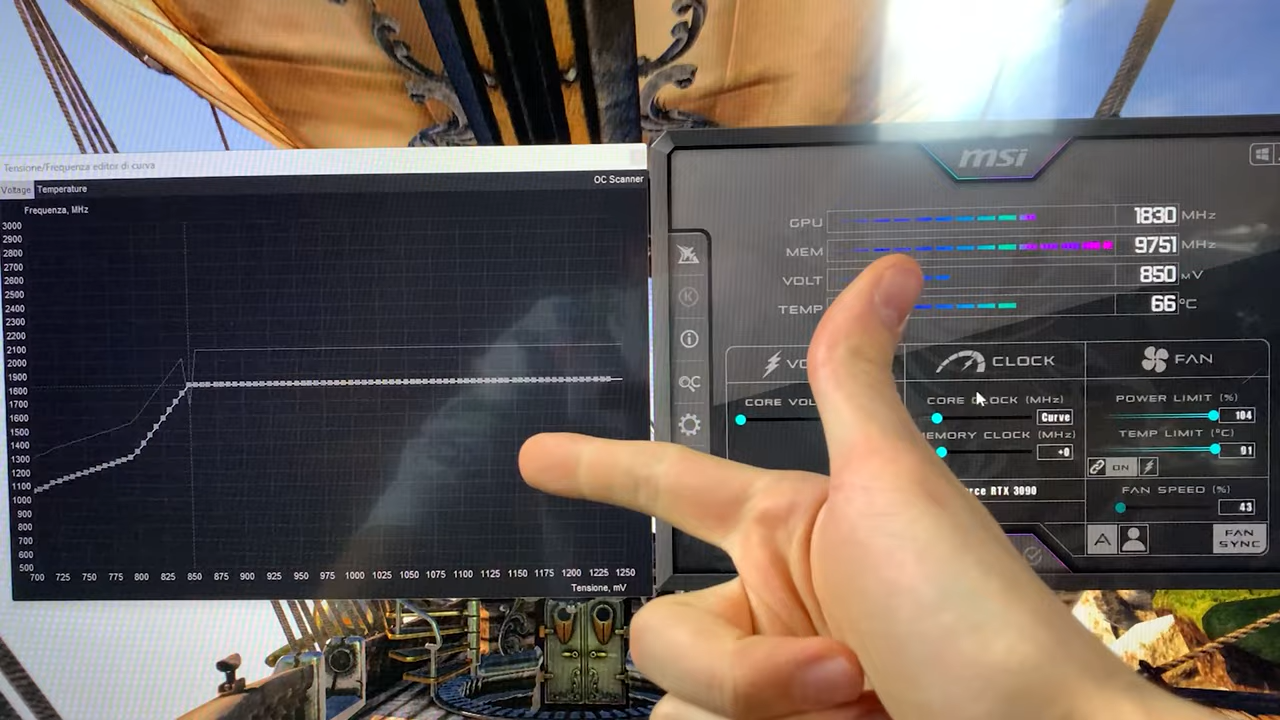 Tensione/Frequenza editor di curva
Voltage Temperature
OC Scanner
Frequenza, MHz
3000
2900
2800
2700
2600
2500
2400
2300
2200
2100
2000
1900
1800
1700
1600
1500
1400
1300
1200
1100
1000
900
800
700
600
500
700 725 750 775 800 825 850 875 900 925 950 975 1000 1025 1050 1075 1100 1125 1150 1175 1200 1225 1250
Tensione, mV
msi
GPU 1830 MHz
MEM 9751 MHz
VOLT 850 mV
TEMP 66 °C
K
i
OC
CLOCK
FAN
CORE
CORE CLOCK (MHz)
Curve
MEMORY CLOCK (MHz)
+0
RTX 3090
POWER LIMIT (%)
104
TEMP LIMIT (°C)
91
ON
FAN SPEED (%)
43
A
FAN
SYNC